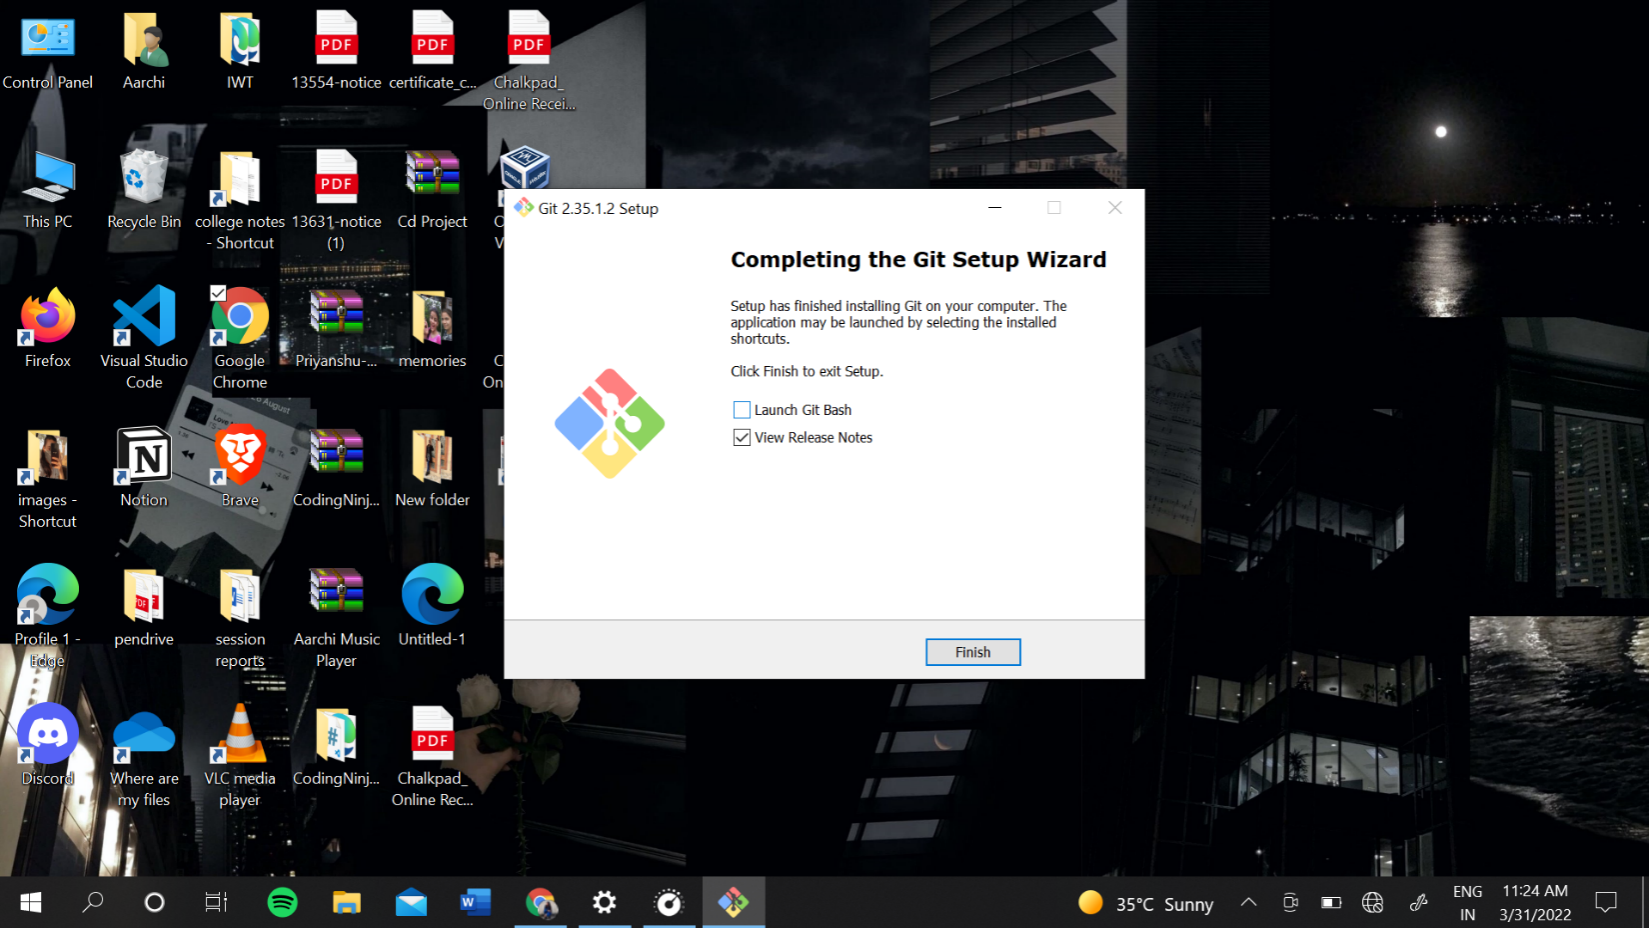 Control Panel
Aarchi
IWT
13554-notice
certificate_c...
Chalkpad_
Online Recei...
PDF
PDF
PDF
This PC
Recycle Bin
college notes
- Shortcut
PDF
13631-notice
(1)
Cd Project
Firefox
Visual Studio
Code
Google
Chrome
Priyanshu-...
memories
images -
Shortcut
Notion
Brave
CodingNinj...
New folder
Profile 1 -
Edge
pendrive
session
reports
Aarchi Music
Player
Untitled-1
Discord
Where are
my files
VLC media
player
CodingNinj...
PDF
Chalkpad_
Online Rec...
Git 2.35.1.2 Setup
Completing the Git Setup Wizard
Setup has finished installing Git on your computer. The
application may be launched by selecting the installed
shortcuts.
Click Finish to exit Setup.
Launch Git Bash
View Release Notes
Finish
35°C Sunny
ENG
IN
11:24 AM
3/31/2022